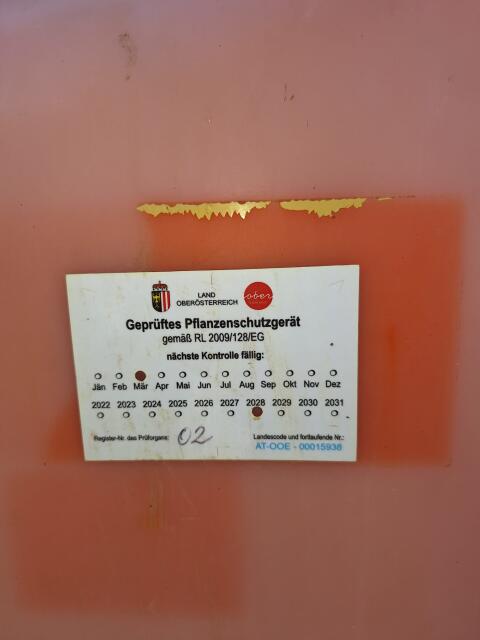 LAND
OBERÖSTERREICH
ober
Geprüftes Pflanzenschutzgerät
gemäß RL 2009/128/EG
nächste Kontrolle fällig:
Jän Feb Mär Apr Mai Jun Jul Aug Sep Okt Nov Dez
2022 2023 2024 2025 2026 2027 2028 2029 2030 2031
Register-Nr. des Prüforgans: 02
Landescode und fortlaufende Nr.:
AT-OOE - 00015938